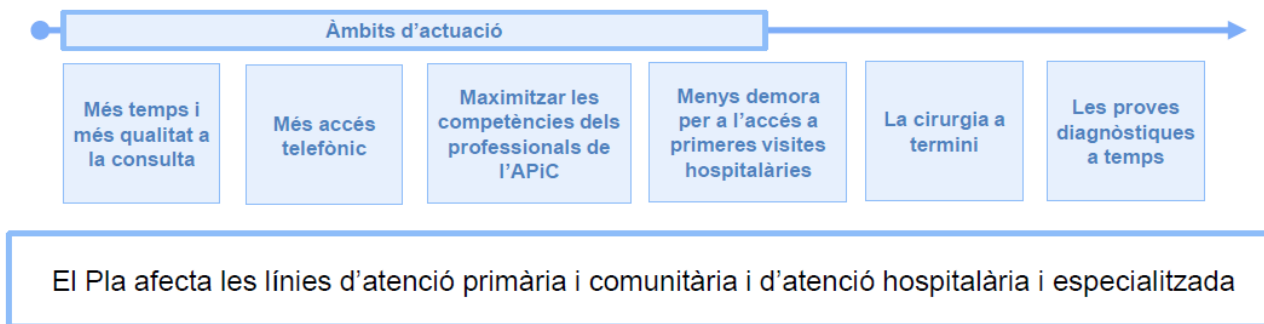 Àmbits d’actuació
Més temps i
més qualitat a
la consulta
Més accés
telefònic
Maximitzar les
competències dels
professionals de
l’APiC
Menys demora
per a l’accés a
primeres visites
hospitalàries
La cirurgia a
termini
Les proves
diagnòstiques
a temps
El Pla afecta les línies d’atenció primària i comunitària i d’atenció hospitalària i especialitzada